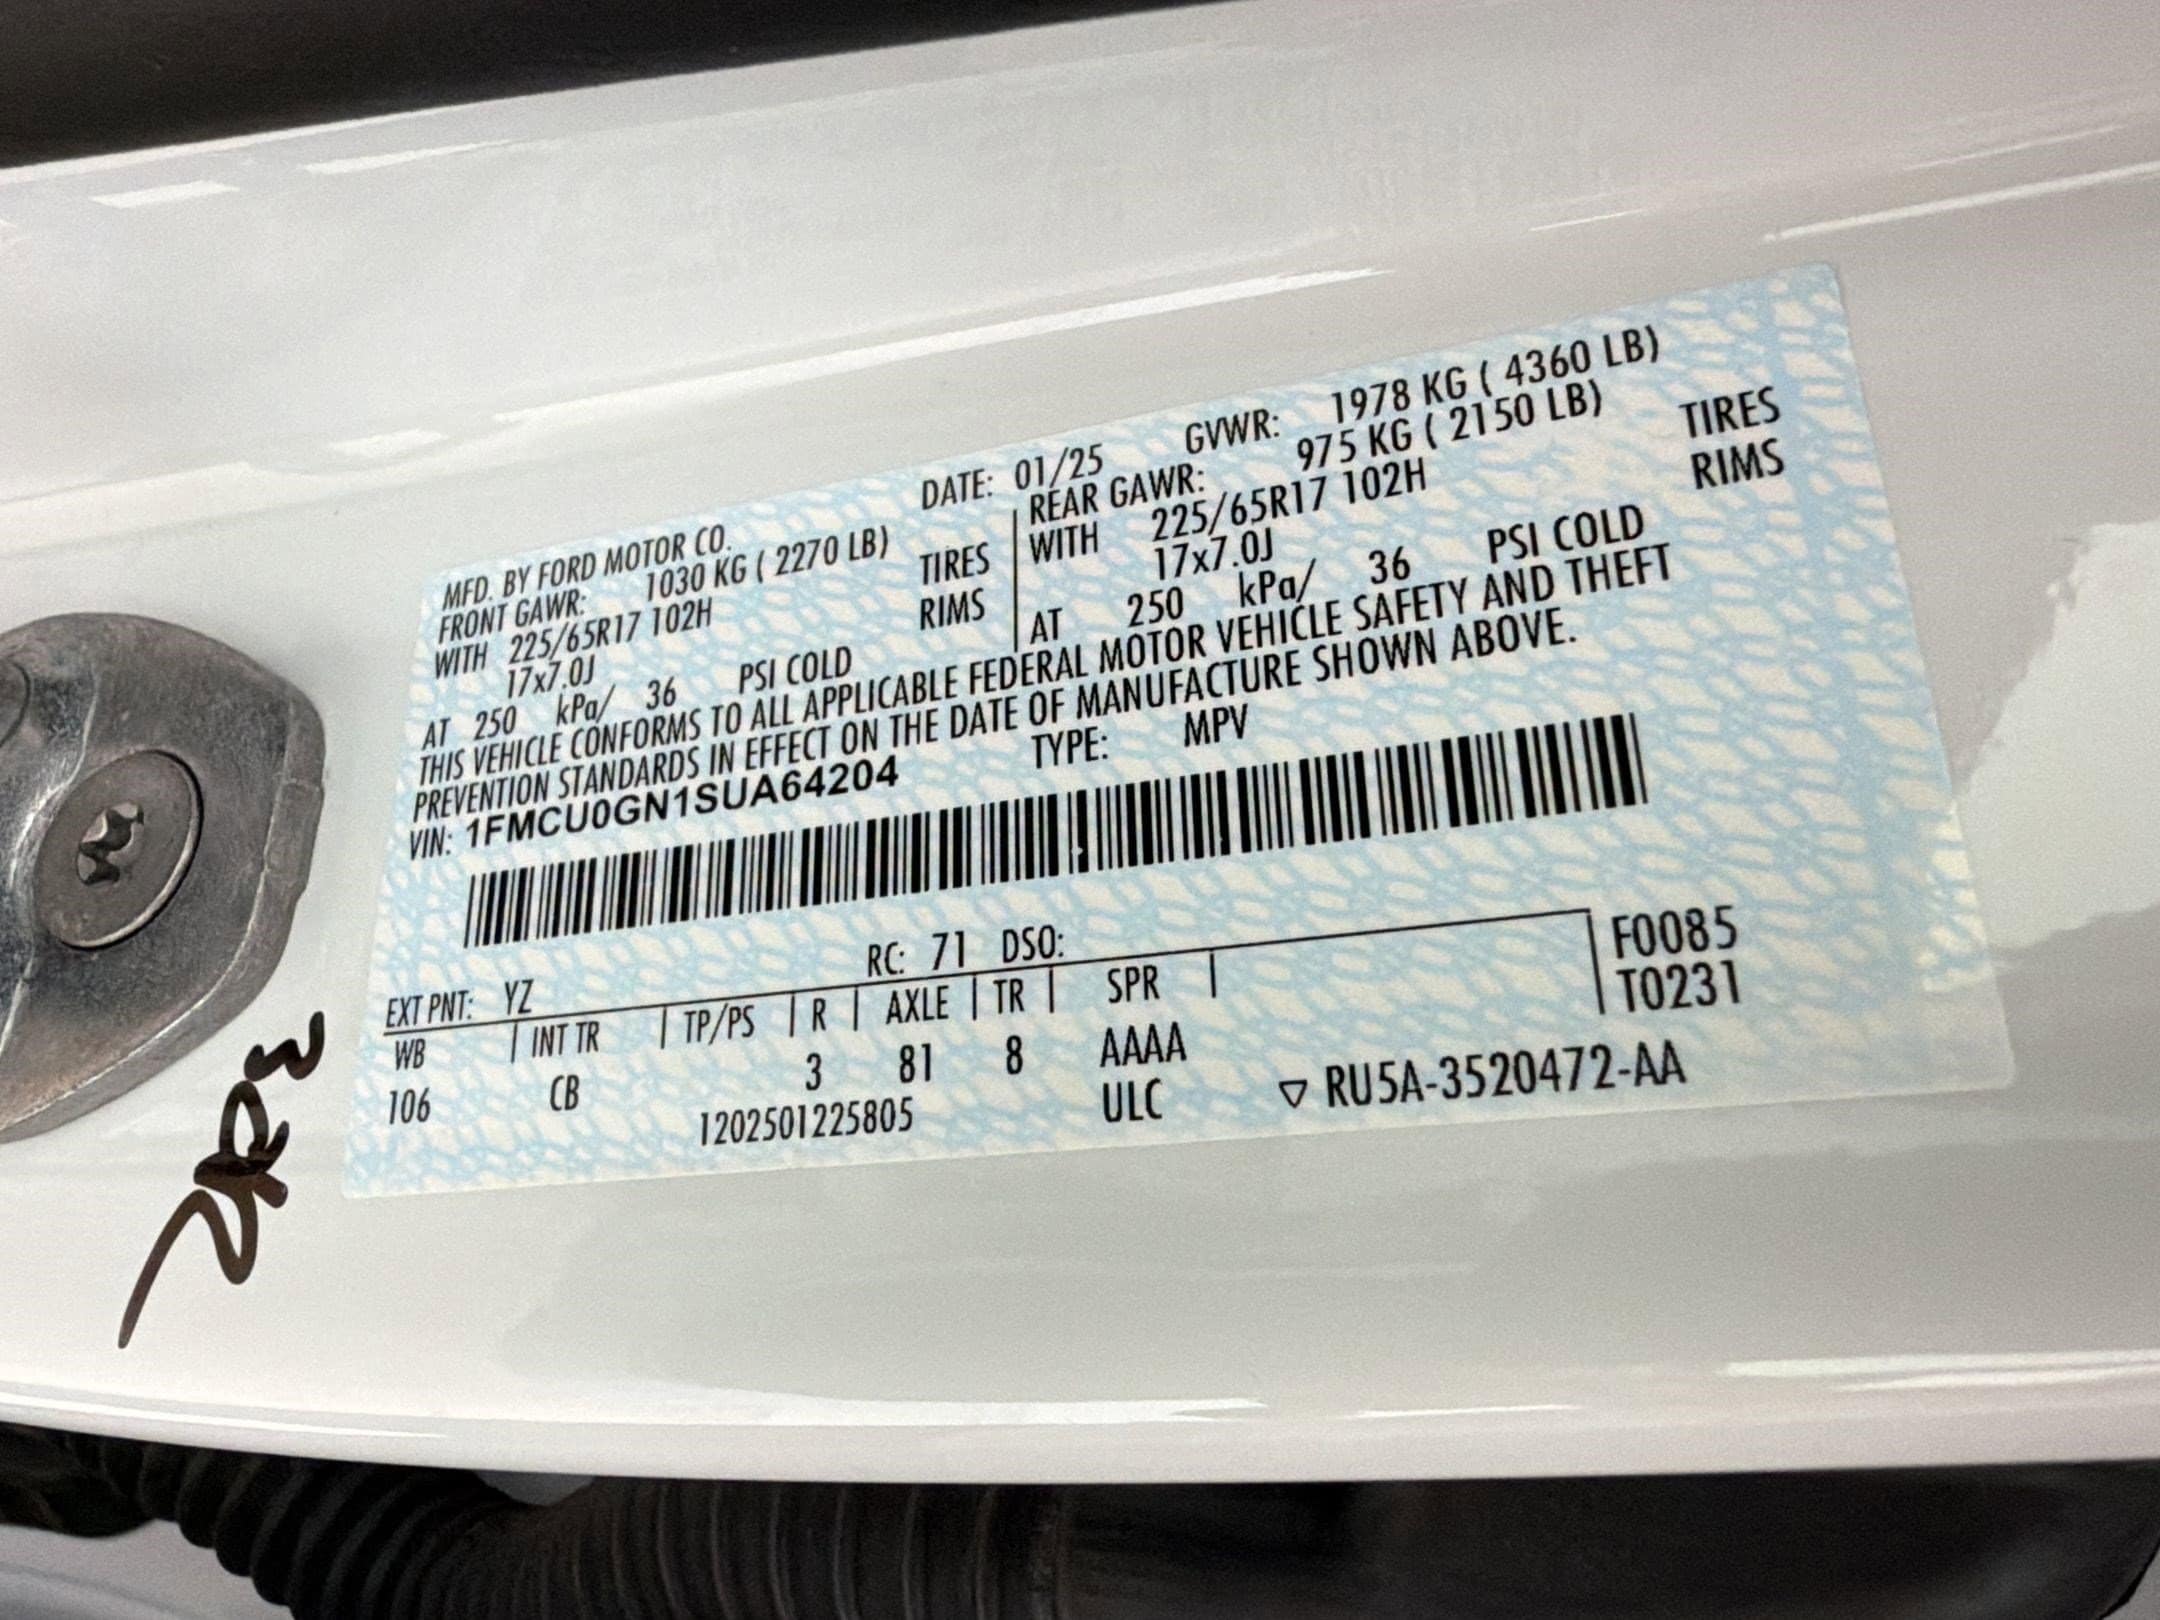 MFD. BY FORD MOTOR CO. DATE: 01/25 GVWR: 1978 KG ( 4360 LB)
FRONT GAWR: 1030 KG ( 2270 LB) REAR GAWR: 975 KG ( 2150 LB)
WITH 225/65R17 102H TIRES WITH 225/65R17 102H TIRES
17x7.0J RIMS 17x7.0J RIMS
AT 250 kPa/ 36 PSI COLD AT 250 kPa/ 36 PSI COLD
THIS VEHICLE CONFORMS TO ALL APPLICABLE FEDERAL MOTOR VEHICLE SAFETY AND THEFT
PREVENTION STANDARDS IN EFFECT ON THE DATE OF MANUFACTURE SHOWN ABOVE.
VIN: 1FMCU0GN1SUA64204 TYPE: MPV
EXT PNT: YZ RC: 71 DSO: F0085
WB INT TR TP/PS R AXLE TR SPR T0231
106 CB 3 81 8 AAAA
1202501225805 ULC ▽ RU5A-3520472-AA